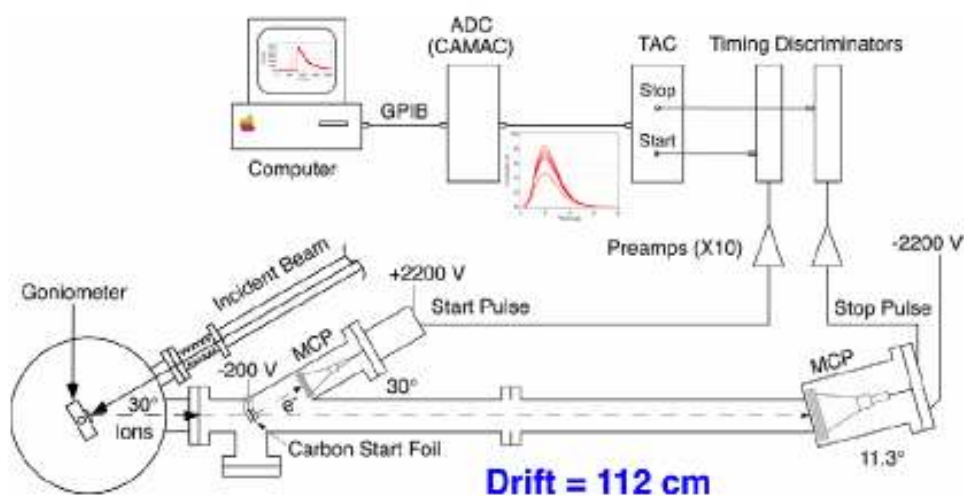 ADC
(CAMAC)
TAC
Timing Discriminators
Stop
GPIB
Start
Computer
Preamps (X10)
-2200 V
Incident Beam
+2200 V
Goniometer
Start Pulse
Stop Pulse
MCP
MCP
-200 V
30°
30°
e-
Ions
Carbon Start Foil
11.3°
Drift = 112 cm